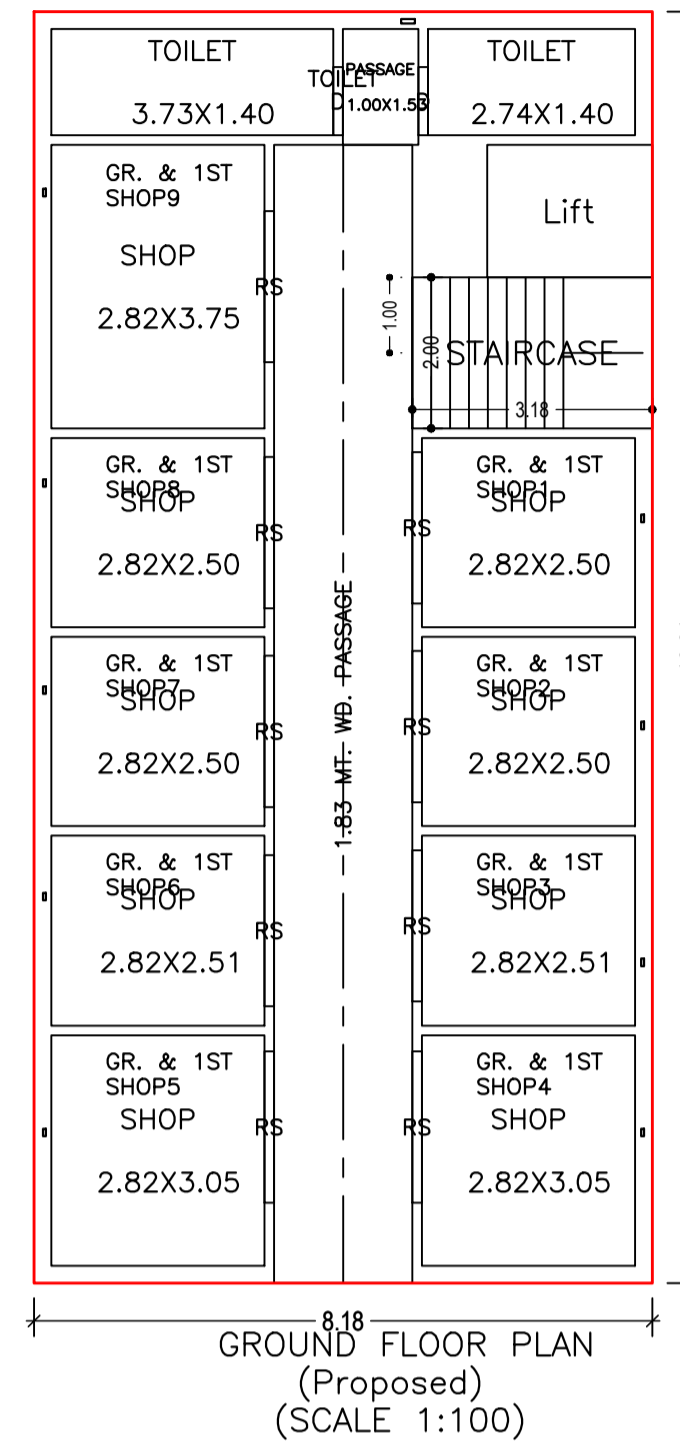 TOILET
3.73X1.40
TOILET
D
PASSAGE
1.00X1.53
D
TOILET
2.74X1.40
GR. & 1ST
SHOP9
SHOP
2.82X3.75
RS
Lift
1.00
2.00
STAIRCASE
3.18
GR. & 1ST
SHOP8
SHOP
2.82X2.50
RS
GR. & 1ST
SHOP1
SHOP
2.82X2.50
RS
1.83 MT. WD. PASSAGE
GR. & 1ST
SHOP7
SHOP
2.82X2.50
RS
GR. & 1ST
SHOP2
SHOP
2.82X2.50
RS
GR. & 1ST
SHOP6
SHOP
2.82X2.51
RS
GR. & 1ST
SHOP3
SHOP
2.82X2.51
RS
GR. & 1ST
SHOP5
SHOP
2.82X3.05
RS
GR. & 1ST
SHOP4
SHOP
2.82X3.05
RS
8.18
GROUND FLOOR PLAN
(Proposed)
(SCALE 1:100)